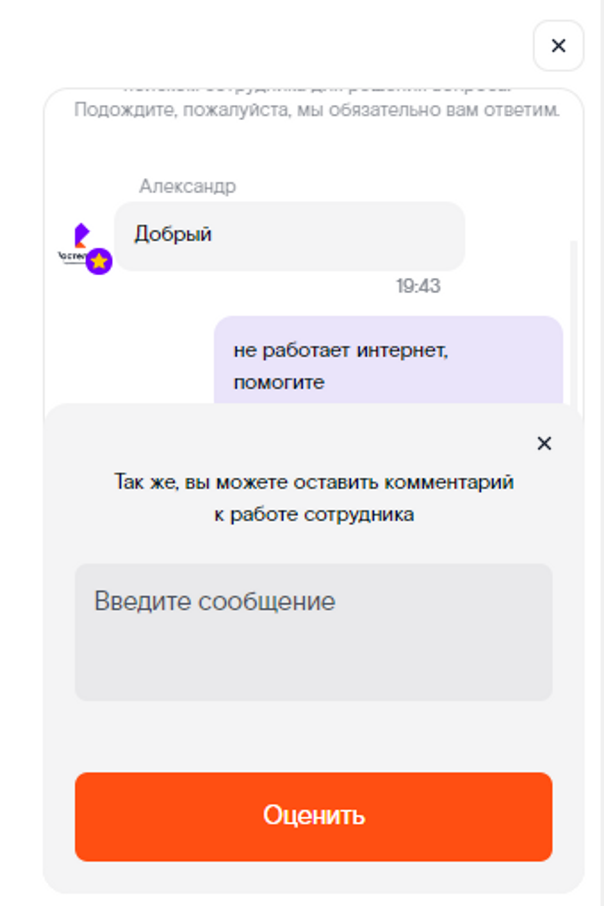 Подождите, пожалуйста, мы обязательно вам ответим.
Александр
Добрый
19:43
не работает интернет,
помогите
Так же, вы можете оставить комментарий
к работе сотрудника
Введите сообщение
Оценить